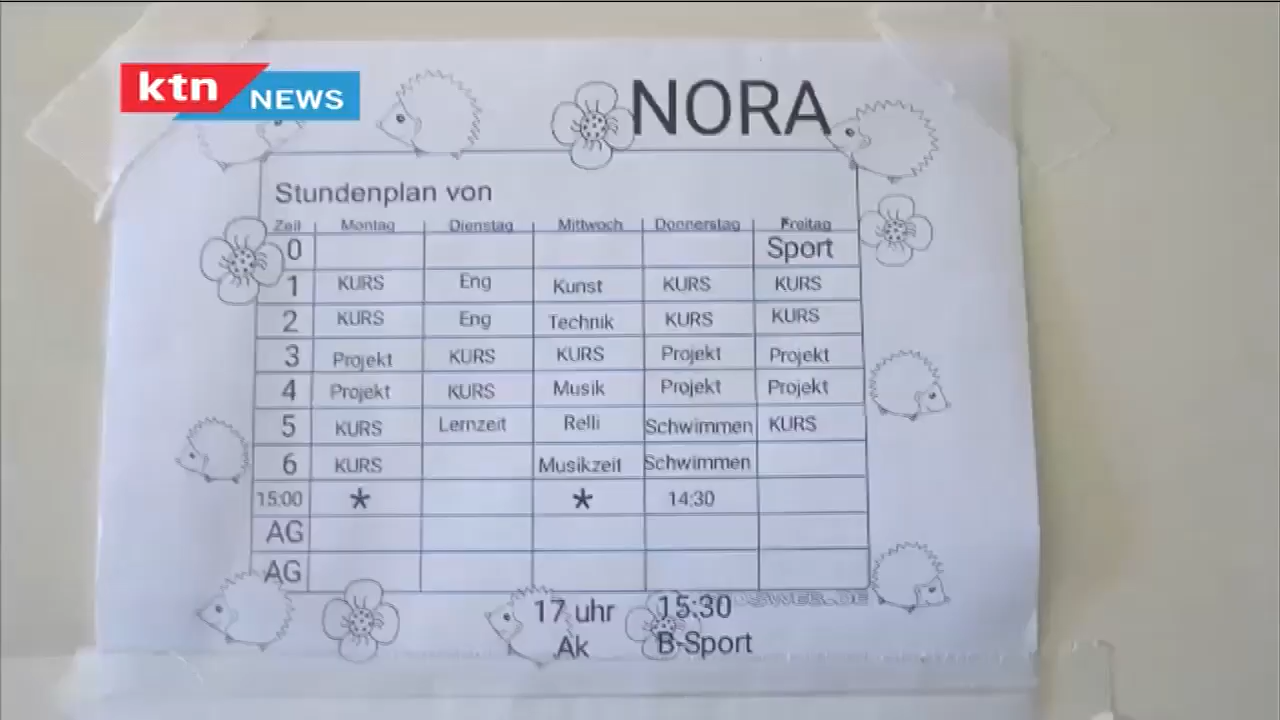 ktn NEWS
NORA
Stundenplan von
Zeit Montag Dienstag Mittwoch Donnerstag Freitag
0 Sport
1 KURS Eng Kunst KURS KURS
2 KURS Eng Technik KURS KURS
3 Projekt KURS KURS Projekt Projekt
4 Projekt KURS Musik Projekt Projekt
5 KURS Lernzeit Relli Schwimmen KURS
6 KURS Musikzeit Schwimmen
15:00 * * 14:30
AG
AG
17 uhr 15:30
Ak B-Sport